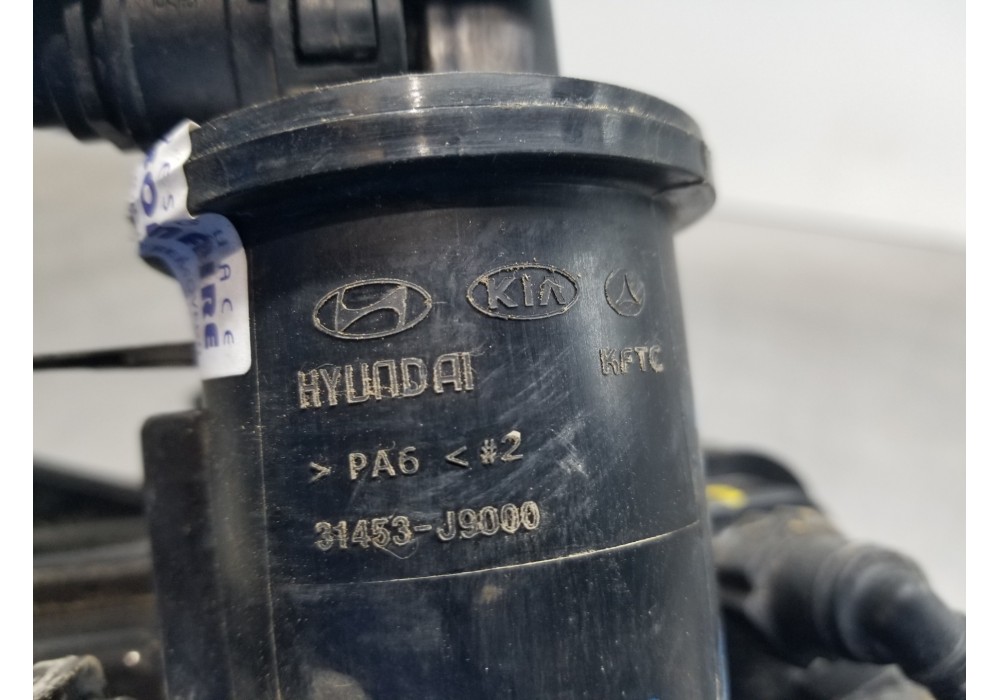 KIA
HYUNDAI KFTC
> PA6 < #2
31453-J9000